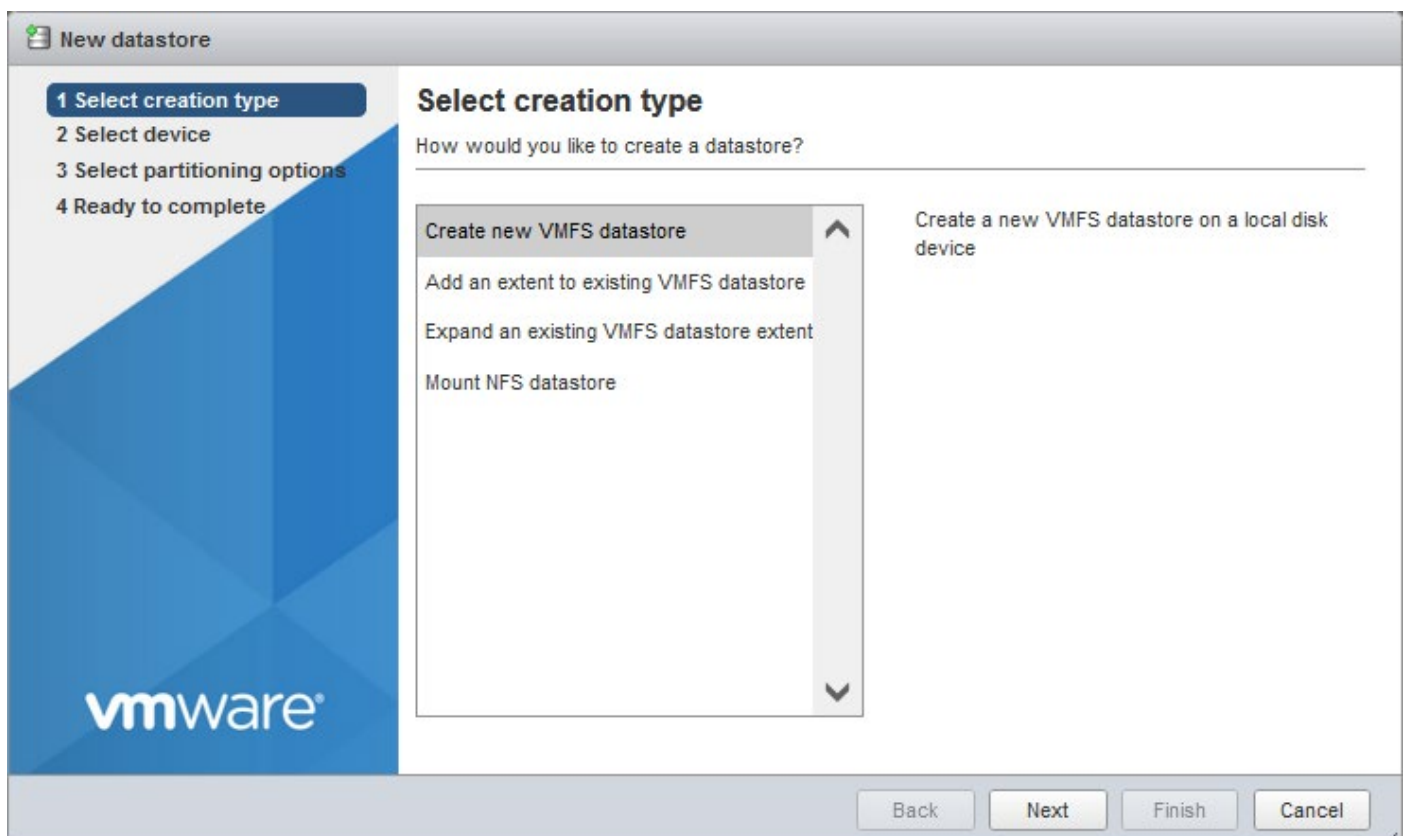 New datastore
1 Select creation type
2 Select device
3 Select partitioning options
4 Ready to complete
vmware®
Select creation type
How would you like to create a datastore?
Create new VMFS datastore
Add an extent to existing VMFS datastore
Expand an existing VMFS datastore extent
Mount NFS datastore
Create a new VMFS datastore on a local disk
device
Back
Next
Finish
Cancel